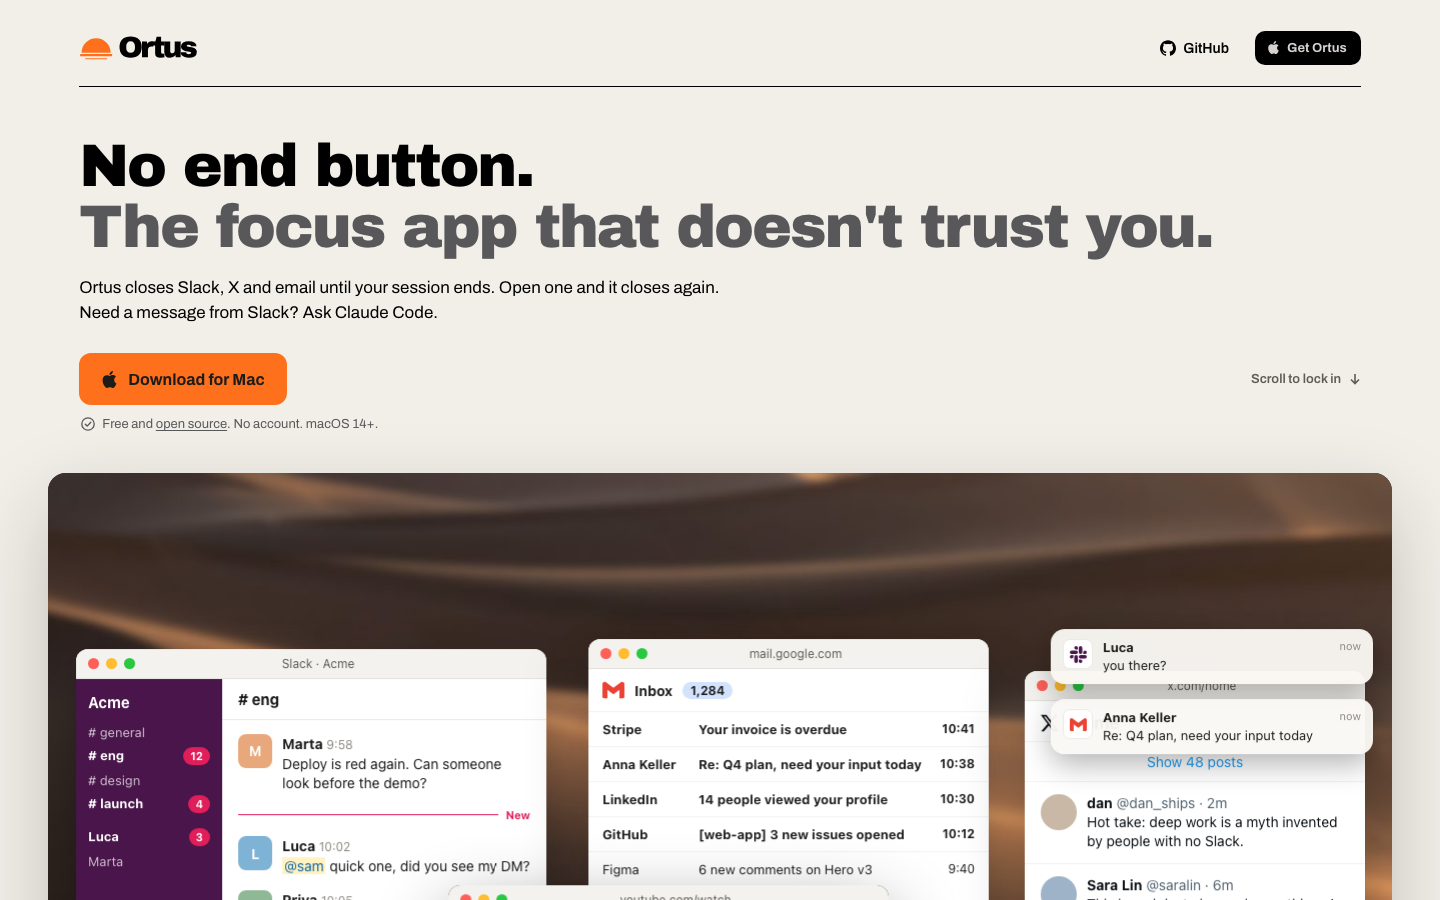 Ortus
GitHub
Get Ortus
No end button.
The focus app that doesn't trust you.
Ortus closes Slack, X and email until your session ends. Open one and it closes again.
Need a message from Slack? Ask Claude Code.
Download for Mac
Scroll to lock in
Free and open source. No account. macOS 14+.
Slack · Acme
Acme
# general
# eng 12
# design
# launch 4
Luca 3
Marta
# eng
M
Marta 9:58
Deploy is red again. Can someone
look before the demo?
New
L
Luca 10:02
@sam quick one, did you see my DM?
Priya 10:05
mail.google.com
Inbox 1,284
Stripe Your invoice is overdue 10:41
Anna Keller Re: Q4 plan, need your input today 10:38
LinkedIn 14 people viewed your profile 10:30
GitHub [web-app] 3 new issues opened 10:12
Figma 6 new comments on Hero v3 9:40
youtube.com/watch
Luca now
you there?
x.com/home
Anna Keller now
Re: Q4 plan, need your input today
Show 48 posts
dan @dan_ships · 2m
Hot take: deep work is a myth invented
by people with no Slack.
Sara Lin @saralin · 6m